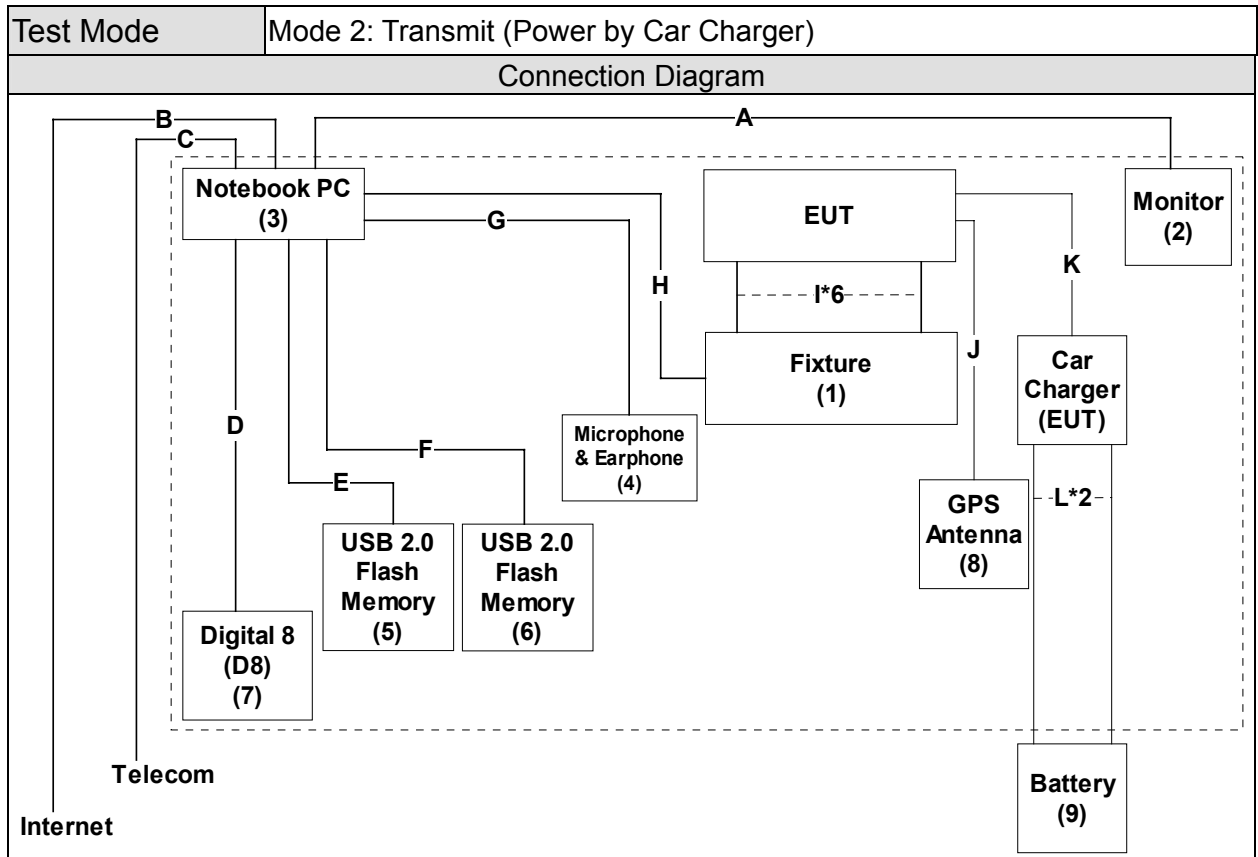 Test Mode
Mode 2: Transmit (Power by Car Charger)
Connection Diagram
B
A
C
Notebook PC
(3)
EUT
Monitor
(2)
G
H
K
I*6
J
Fixture
(1)
Car
Charger
(EUT)
D
F
E
Microphone
& Earphone
(4)
L*2
GPS
Antenna
(8)
USB 2.0
Flash
Memory
(5)
USB 2.0
Flash
Memory
(6)
Digital 8
(D8)
(7)
Telecom
Internet
Battery
(9)